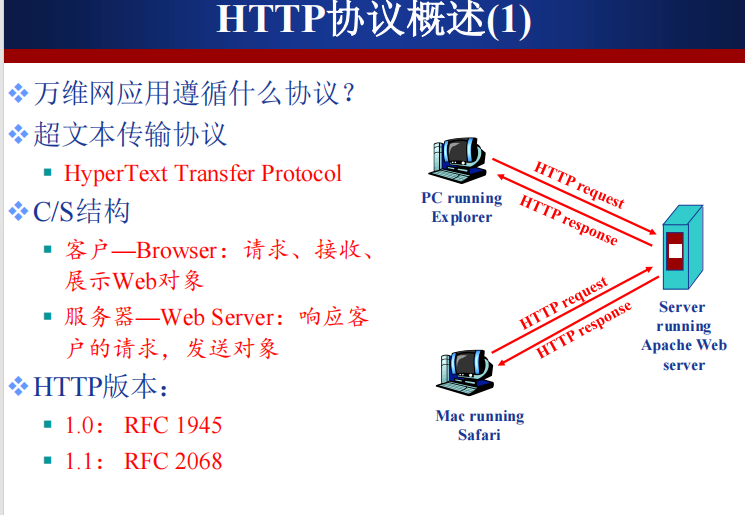 HTTP协议概述(1)
万维网应用遵循什么协议？
超文本传输协议
HyperText Transfer Protocol
C/S结构
客户—Browser：请求、接收、
展示Web对象
服务器—Web Server：响应客
户的请求，发送对象
HTTP版本：
1.0： RFC 1945
1.1： RFC 2068
HTTP request
HTTP response
PC running
Explorer
HTTP request
HTTP response
Server
running
Apache Web
server
Mac running
Safari